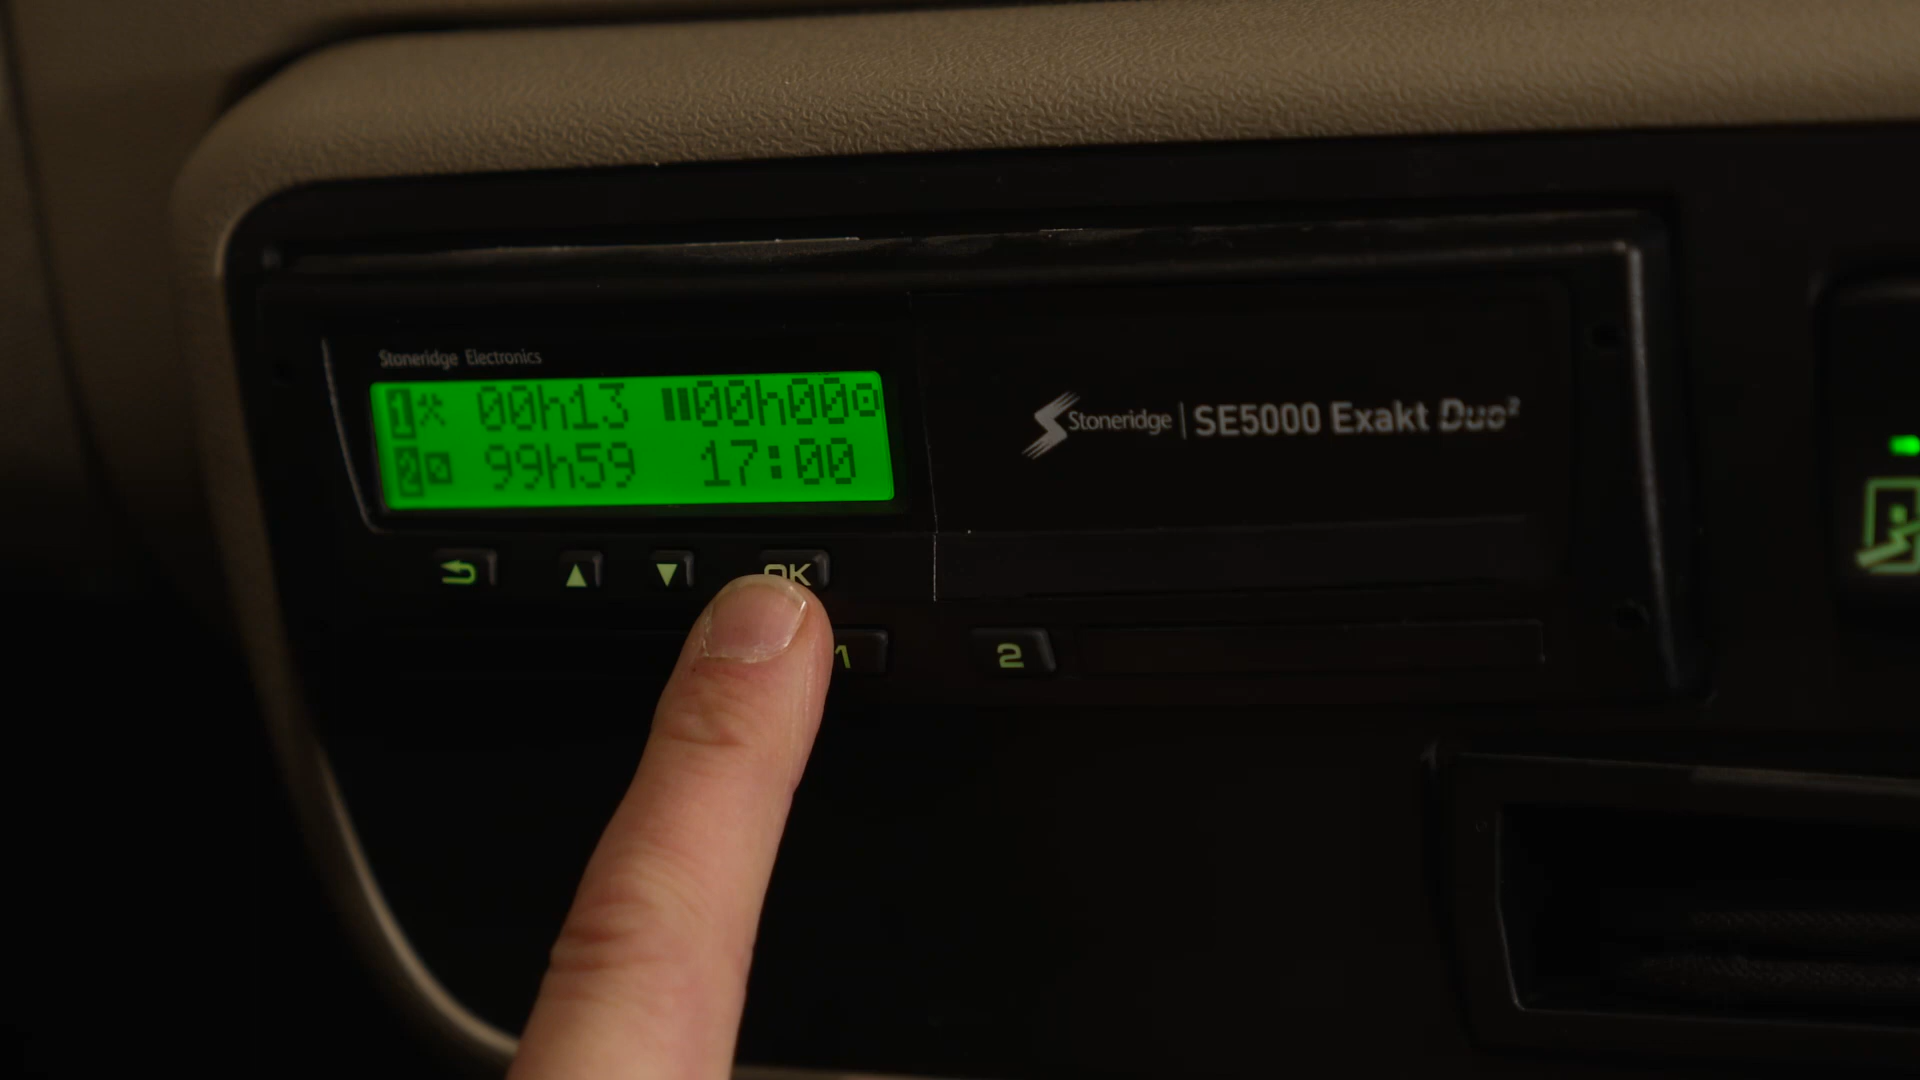 Stoneridge Electronics
1 00h13 00h00
2 99h59 17:00
Stoneridge | SE5000 Exakt Duo²
OK
1
2